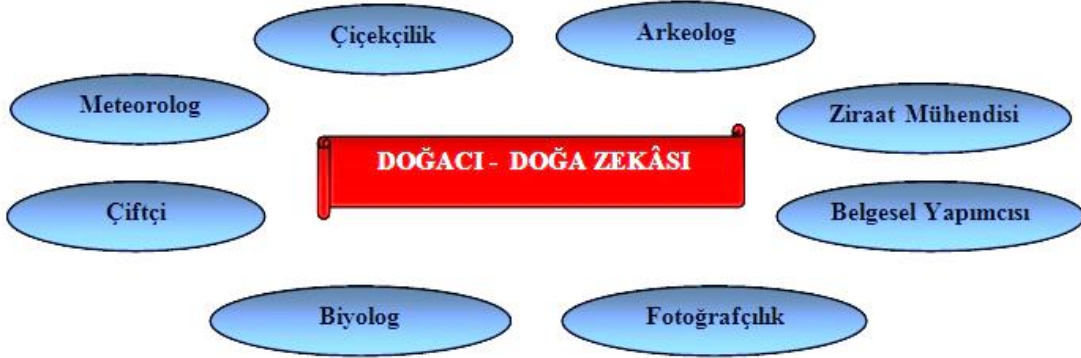 Çiçekçilik
Arkeolog
Meteorolog
Ziraat Mühendisi
DOĞACI - DOĞA ZEKÂSI
Çiftçi
Belgesel Yapımcısı
Biyolog
Fotoğrafçılık